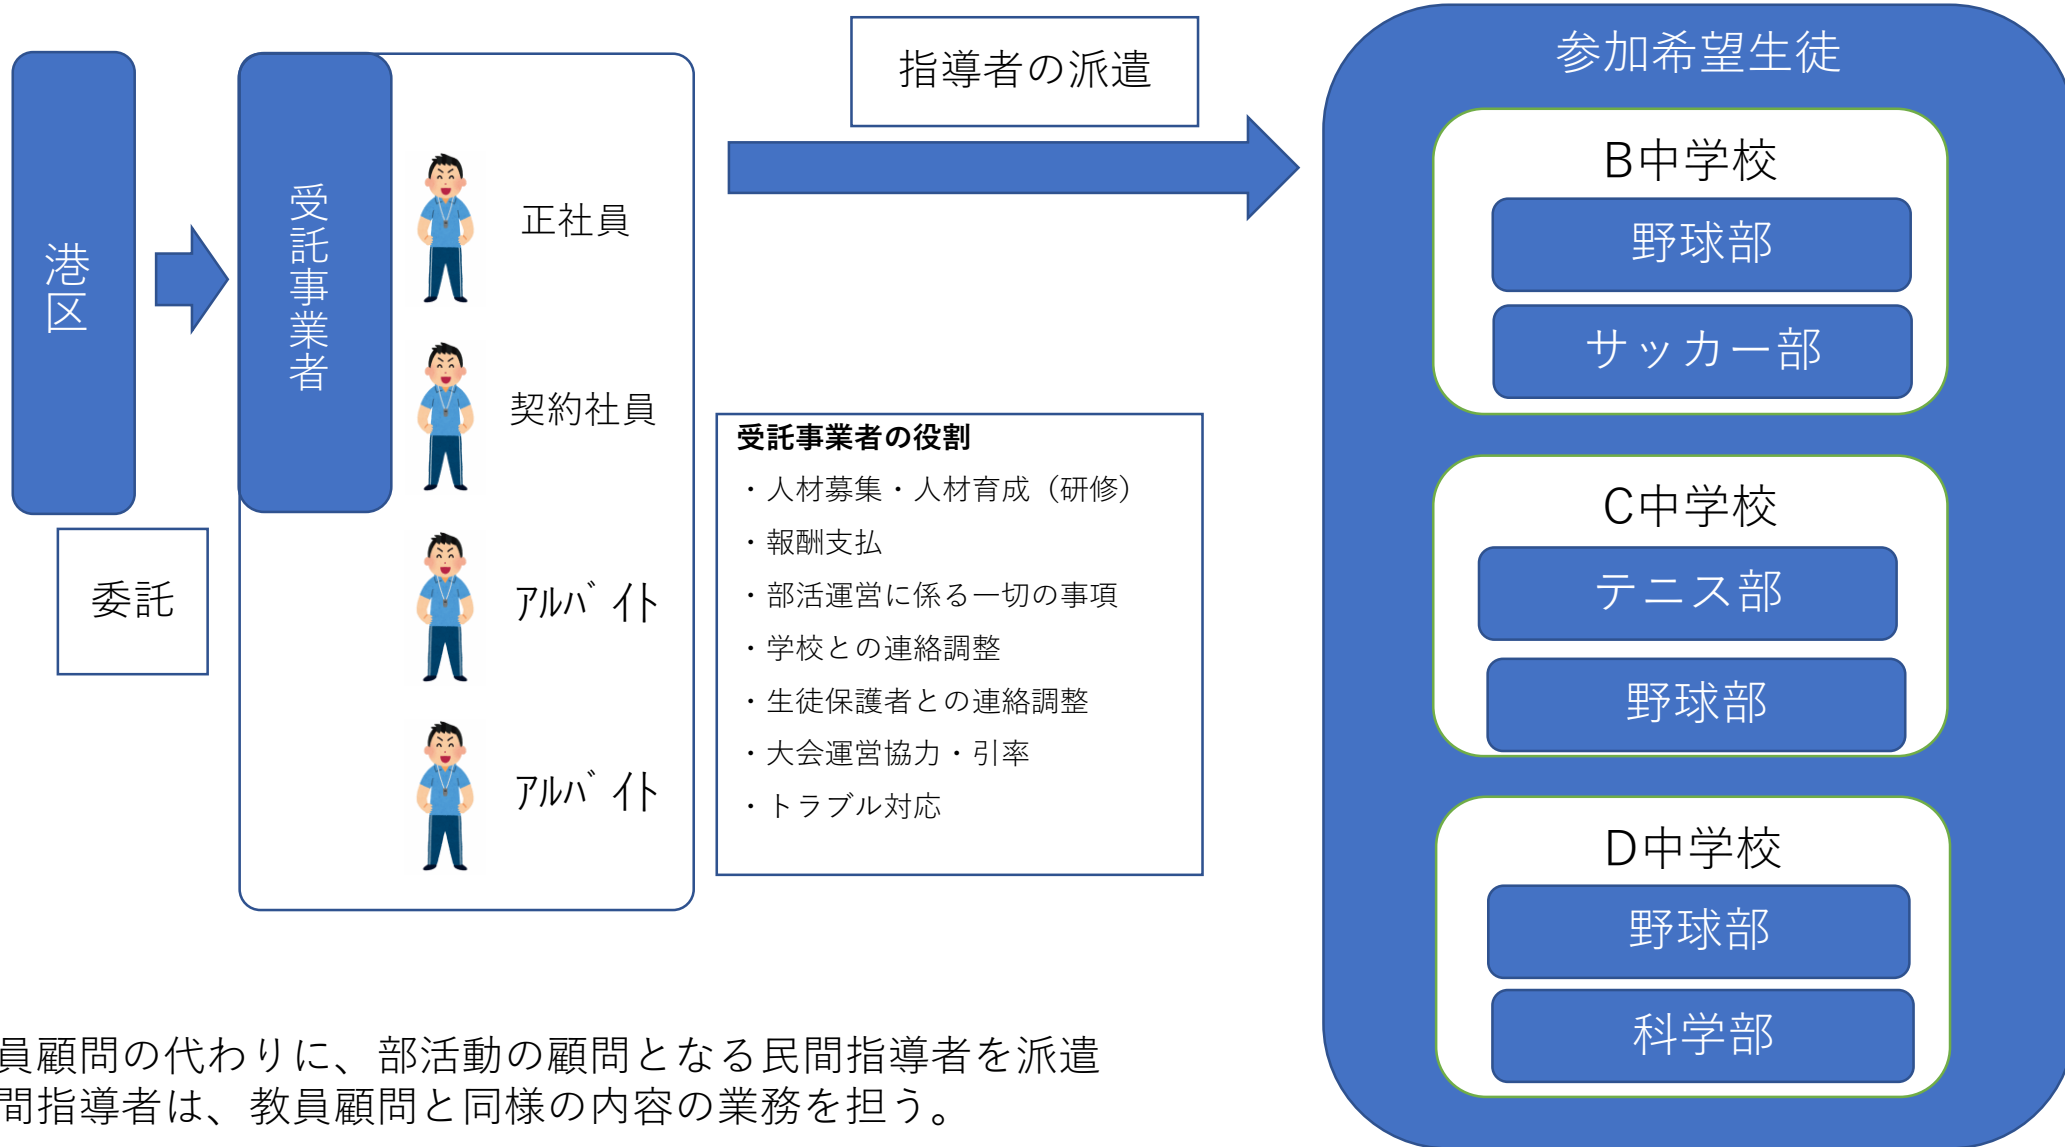 港区
委託
受託事業者
正社員
契約社員
ｱﾙﾊﾞｲﾄ
ｱﾙﾊﾞｲﾄ
指導者の派遣
受託事業者の役割
・人材募集・人材育成（研修）
・報酬支払
・部活運営に係る一切の事項
・学校との連絡調整
・生徒保護者との連絡調整
・大会運営協力・引率
・トラブル対応
参加希望生徒
B中学校
野球部
サッカー部
C中学校
テニス部
野球部
D中学校
野球部
科学部
員顧問の代わりに、部活動の顧問となる民間指導者を派遣
間指導者は、教員顧問と同様の内容の業務を担う。